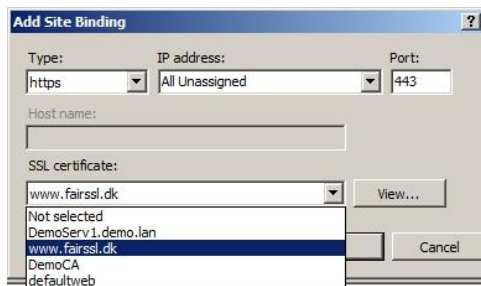 Add Site Binding ?
Type: IP address: Port:
https All Unassigned 443
Host name:
SSL certificate:
www.fairssl.dk View...
Not selected
DemoServ1.demo.lan
www.fairssl.dk
DemoCA Cancel
defaultweb